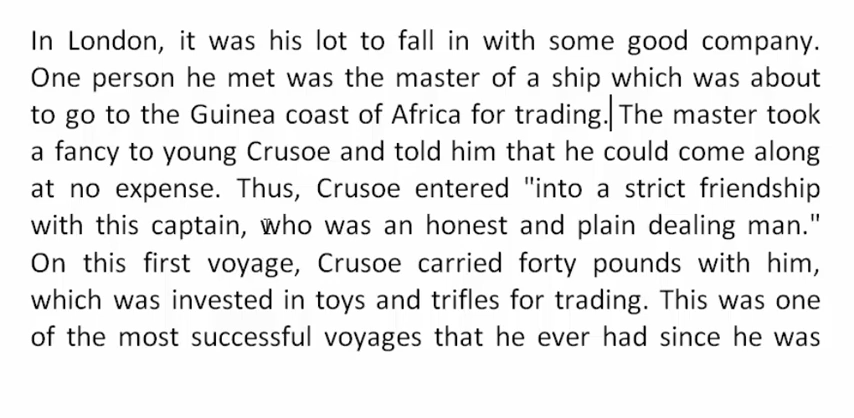 In London, it was his lot to fall in with some good company.
One person he met was the master of a ship which was about
to go to the Guinea coast of Africa for trading. The master took
a fancy to young Crusoe and told him that he could come along
at no expense. Thus, Crusoe entered "into a strict friendship
with this captain, who was an honest and plain dealing man."
On this first voyage, Crusoe carried forty pounds with him,
which was invested in toys and trifles for trading. This was one
of the most successful voyages that he ever had since he was